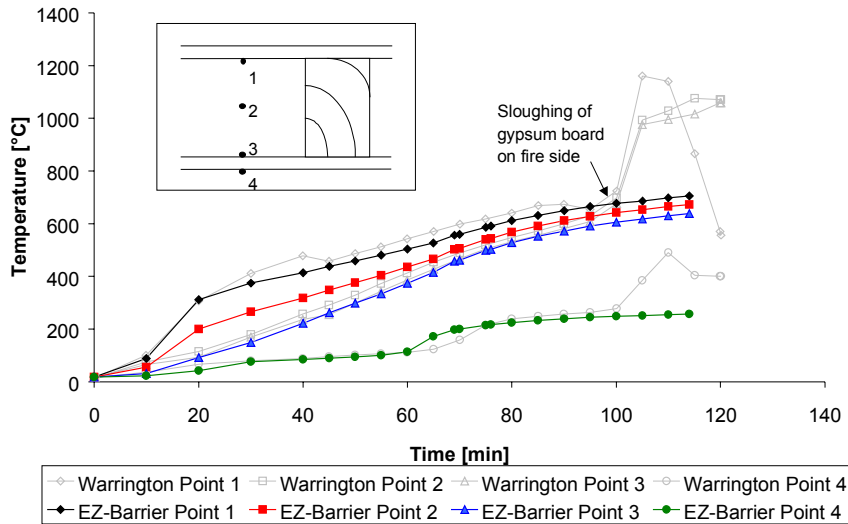 1400
1200
1000
800
600
400
200
0
Temperature [°C]
1
2
3
4
Sloughing of
gypsum board
on fire side
0 20 40 60 80 100 120 140
Time [min]
Warrington Point 1 Warrington Point 2 Warrington Point 3 Warrington Point 4
EZ-Barrier Point 1 EZ-Barrier Point 2 EZ-Barrier Point 3 EZ-Barrier Point 4